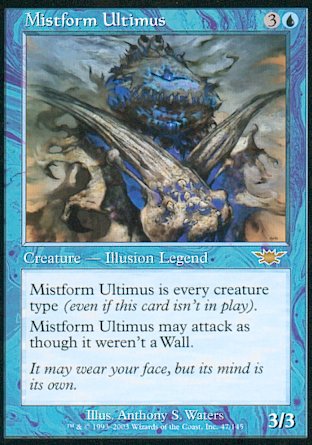 Mistform Ultimus 3
Creature — Illusion Legend
Mistform Ultimus is every creature
type (even if this card isn't in play).
Mistform Ultimus may attack as
though it weren't a Wall.
It may wear your face, but its mind is
its own.
Illus. Anthony S. Waters
™ & © 1993-2003 Wizards of the Coast, Inc. 47/145
3/3